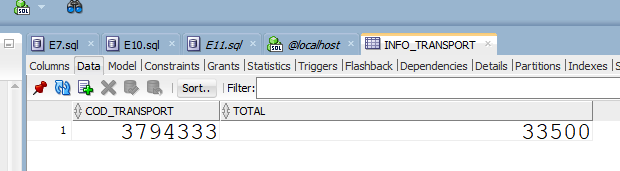 SQL
E7.sql E10.sql E11.sql @localhost INFO_TRANSPORT
Columns Data Model Constraints Grants Statistics Triggers Flashback Dependencies Details Partitions Indexes
Sort.. Filter:
COD_TRANSPORT TOTAL
1 3794333 33500